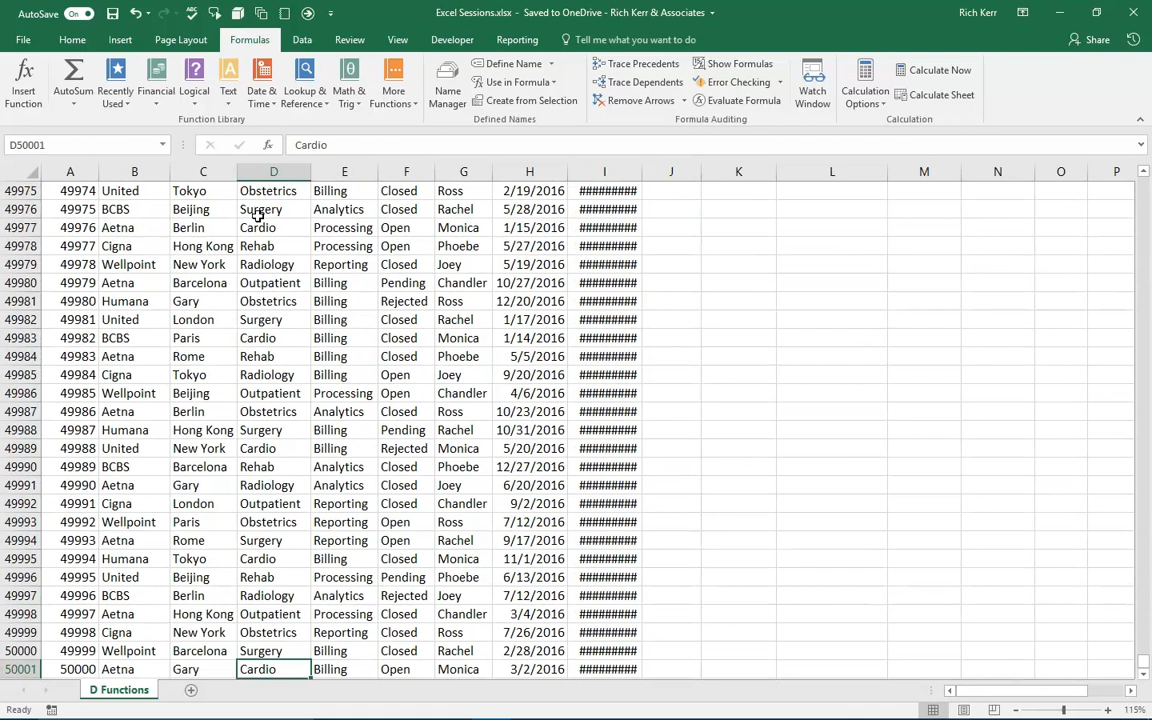 AutoSave On Excel Sessions.xlsx - Saved to OneDrive - Rich Kerr & Associates Rich Kerr
File Home Insert Page Layout Formulas Data Review View Developer Reporting Tell me what you want to do Share
Insert Function AutoSum Recently Used Financial Logical Text Date & Time Lookup & Reference Math & Trig More Functions Name Manager Define Name Use in Formula Create from Selection Trace Precedents Trace Dependents Remove Arrows Show Formulas Error Checking Evaluate Formula Watch Window Calculation Options Calculate Now Calculate Sheet
Function Library Defined Names Formula Auditing Calculation
D50001 fx Cardio
A B C D E F G H I J K L M N O P
49975 49974 United Tokyo Obstetrics Billing Closed Ross 2/19/2016 #########
49976 49975 BCBS Beijing Surgery Analytics Closed Rachel 5/28/2016 #########
49977 49976 Aetna Berlin Cardio Processing Open Monica 1/15/2016 #########
49978 49977 Cigna Hong Kong Rehab Processing Open Phoebe 5/27/2016 #########
49979 49978 Wellpoint New York Radiology Reporting Closed Joey 5/19/2016 #########
49980 49979 Aetna Barcelona Outpatient Billing Pending Chandler 10/27/2016 #########
49981 49980 Humana Gary Obstetrics Billing Rejected Ross 12/20/2016 #########
49982 49981 United London Surgery Billing Closed Rachel 1/17/2016 #########
49983 49982 BCBS Paris Cardio Billing Closed Monica 1/14/2016 #########
49984 49983 Aetna Rome Rehab Billing Closed Phoebe 5/5/2016 #########
49985 49984 Cigna Tokyo Radiology Billing Open Joey 9/20/2016 #########
49986 49985 Wellpoint Beijing Outpatient Processing Open Chandler 4/6/2016 #########
49987 49986 Aetna Berlin Obstetrics Analytics Closed Ross 10/23/2016 #########
49988 49987 Humana Hong Kong Surgery Billing Pending Rachel 10/31/2016 #########
49989 49988 United New York Cardio Billing Rejected Monica 5/20/2016 #########
49990 49989 BCBS Barcelona Rehab Analytics Closed Phoebe 12/27/2016 #########
49991 49990 Aetna Gary Radiology Analytics Closed Joey 6/20/2016 #########
49992 49991 Cigna London Outpatient Reporting Closed Chandler 9/2/2016 #########
49993 49992 Wellpoint Paris Obstetrics Reporting Open Ross 7/12/2016 #########
49994 49993 Aetna Rome Surgery Reporting Open Rachel 9/17/2016 #########
49995 49994 Humana Tokyo Cardio Billing Closed Monica 11/1/2016 #########
49996 49995 United Beijing Rehab Processing Pending Phoebe 6/13/2016 #########
49997 49996 BCBS Berlin Radiology Analytics Rejected Joey 7/12/2016 #########
49998 49997 Aetna Hong Kong Outpatient Processing Closed Chandler 3/4/2016 #########
49999 49998 Cigna New York Obstetrics Reporting Closed Ross 7/26/2016 #########
50000 49999 Wellpoint Barcelona Surgery Billing Closed Rachel 2/28/2016 #########
50001 50000 Aetna Gary Cardio Billing Open Monica 3/2/2016 #########
D Functions
Ready 115%